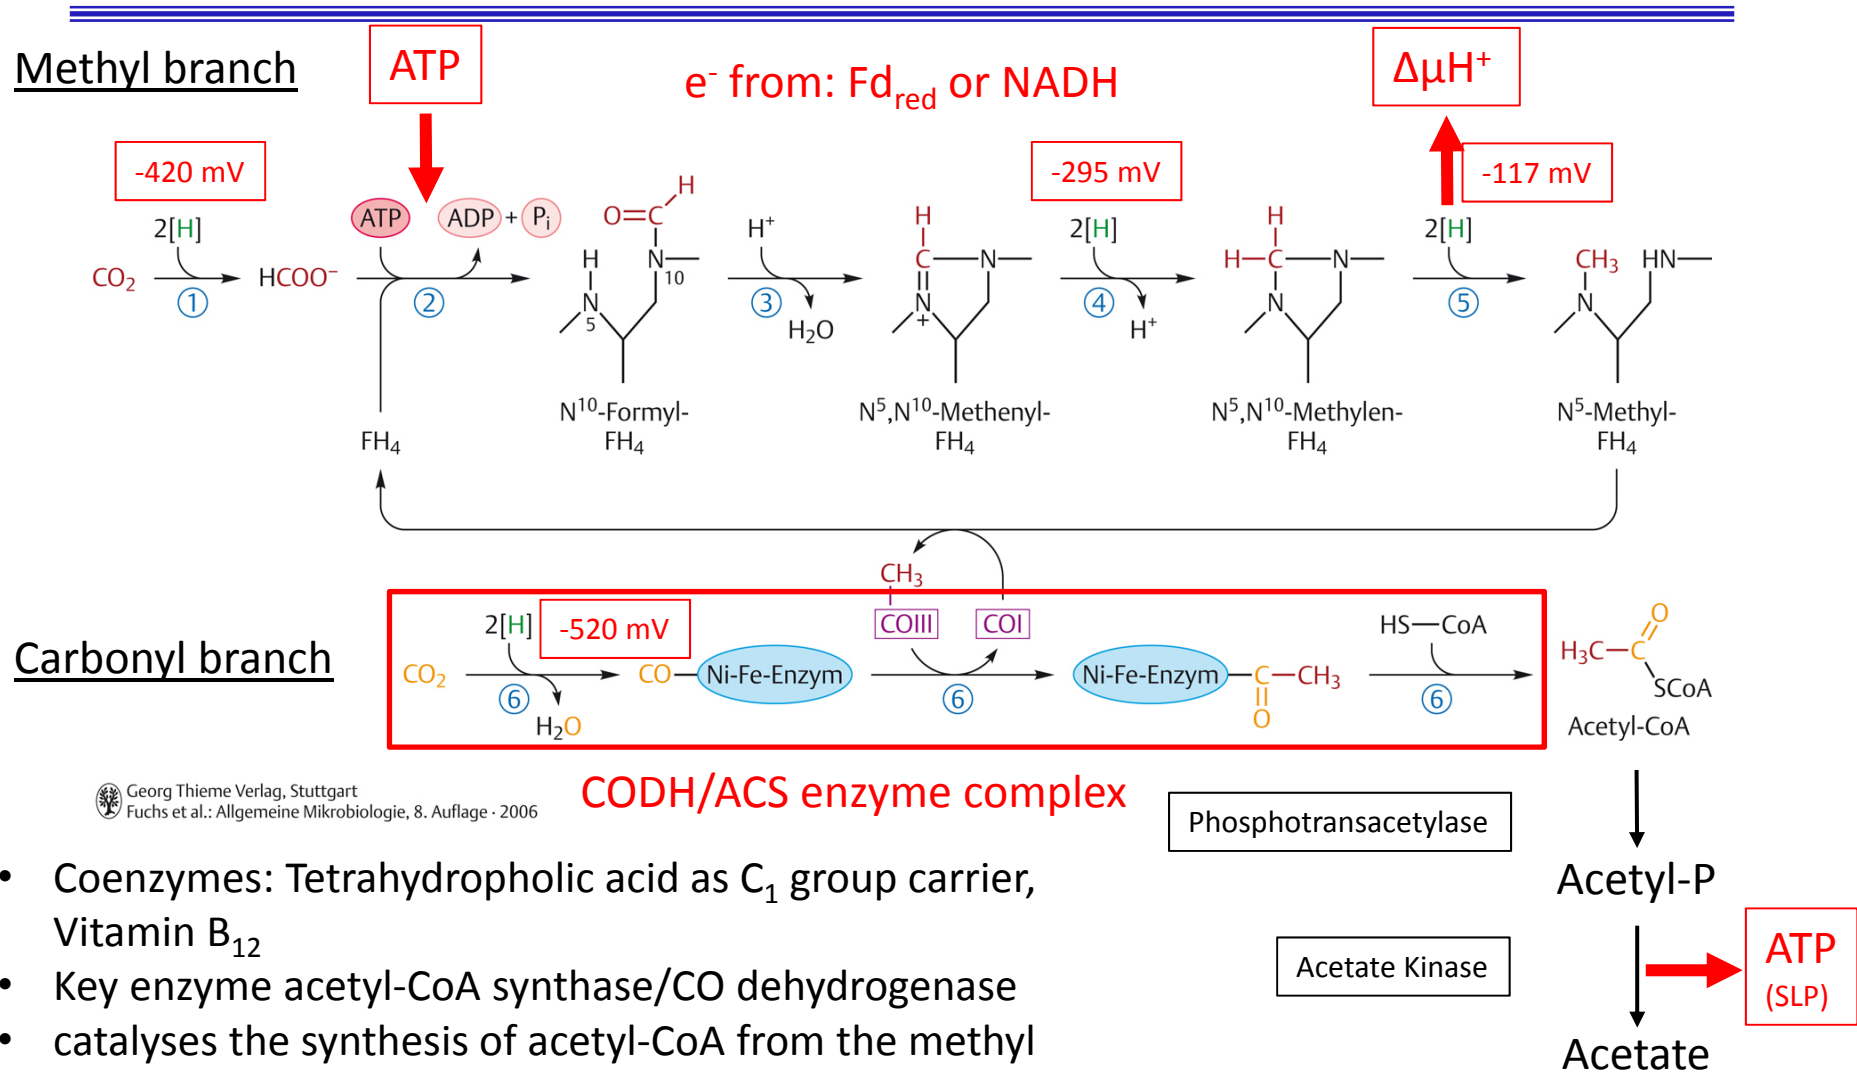 Methyl branch
ATP
e⁻ from: Fd_red or NADH
ΔµH⁺
-420 mV
-295 mV
-117 mV
2[H]
ATP
ADP + Pᵢ
O=C
H
H
N
5
N
10
H⁺
H
C
N
N
+
2[H]
H
H—C
N
N
2[H]
CH₃
HN
N
CO₂
HCOO⁻
①
②
③
④
⑤
H₂O
H⁺
FH₄
N¹⁰-Formyl-
FH₄
N⁵,N¹⁰-Methenyl-
FH₄
N⁵,N¹⁰-Methylen-
FH₄
N⁵-Methyl-
FH₄
Carbonyl branch
CH₃
2[H]
-520 mV
COIII
COI
HS—CoA
CO₂
CO
Ni-Fe-Enzym
Ni-Fe-Enzym
C—CH₃
O
⑥
⑥
⑥
H₂O
O
H₃C—C
SCoA
Acetyl-CoA
Georg Thieme Verlag, Stuttgart
Fuchs et al.: Allgemeine Mikrobiologie, 8. Auflage · 2006
CODH/ACS enzyme complex
Phosphotransacetylase
Acetyl-P
Acetate Kinase
ATP
(SLP)
Acetate
• Coenzymes: Tetrahydropholic acid as C₁ group carrier,
Vitamin B₁₂
• Key enzyme acetyl-CoA synthase/CO dehydrogenase
• catalyses the synthesis of acetyl-CoA from the methyl